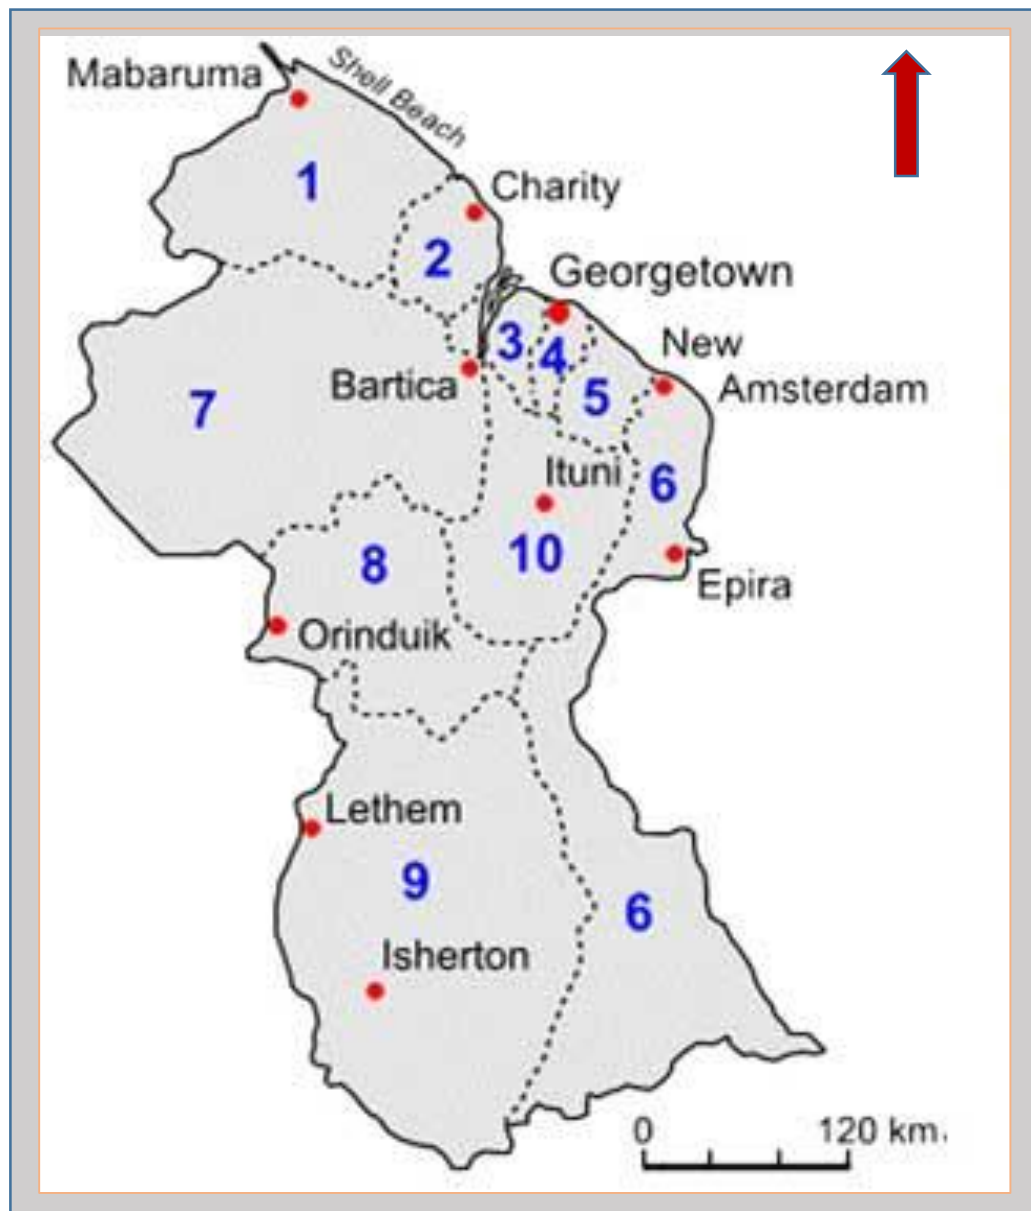 Mabaruma
Shell Beach
1
Charity
2
Georgetown
3
4
New
Amsterdam
Bartica
5
7
Ituni
6
10
8
Epira
Orinduik
Lethem
9
6
Isherton
0
120 km.